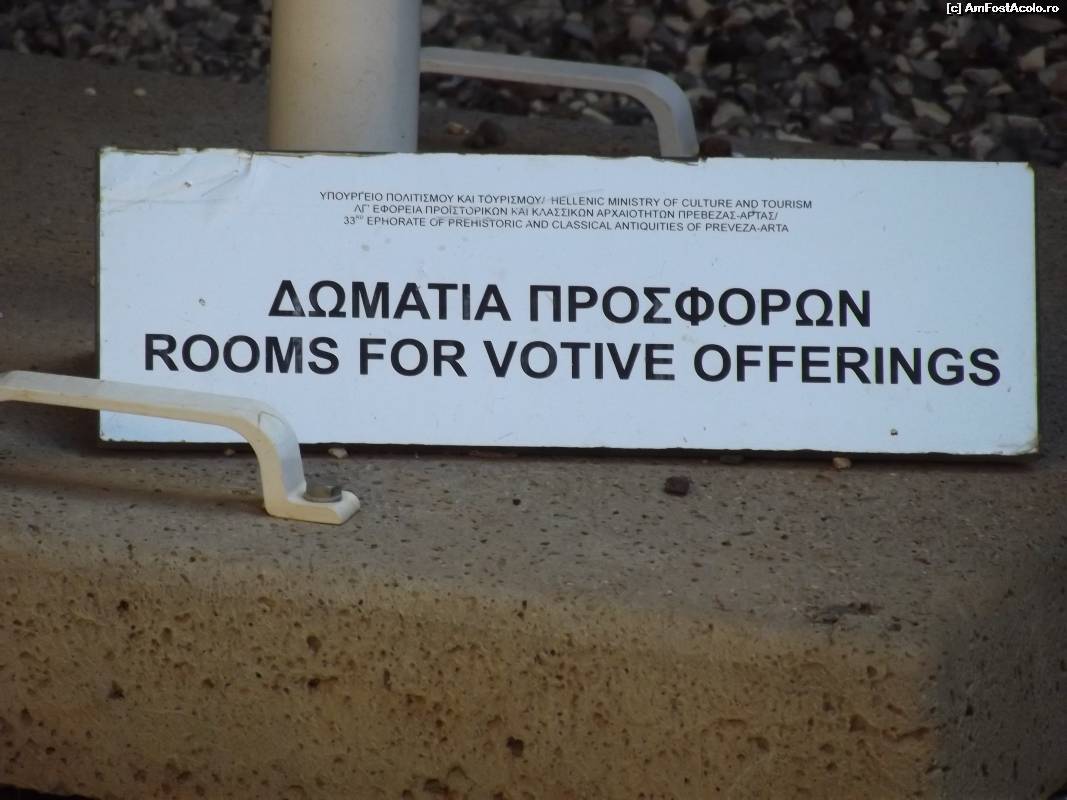 [c] AmFostAcolo.ro
ΥΠΟΥΡΓΕΙΟ ΠΟΛΙΤΙΣΜΟΥ ΚΑΙ ΤΟΥΡΙΣΜΟΥ/ HELLENIC MINISTRY OF CULTURE AND TOURISM
ΛΓ' ΕΦΟΡΕΙΑ ΠΡΟΪΣΤΟΡΙΚΩΝ ΚΑΙ ΚΛΑΣΣΙΚΩΝ ΑΡΧΑΙΟΤΗΤΩΝ ΠΡΕΒΕΖΑΣ-ΑΡΤΑΣ/
33RD EPHORATE OF PREHISTORIC AND CLASSICAL ANTIQUITIES OF PREVEZA-ARTA
ΔΩΜΑΤΙΑ ΠΡΟΣΦΟΡΩΝ
ROOMS FOR VOTIVE OFFERINGS